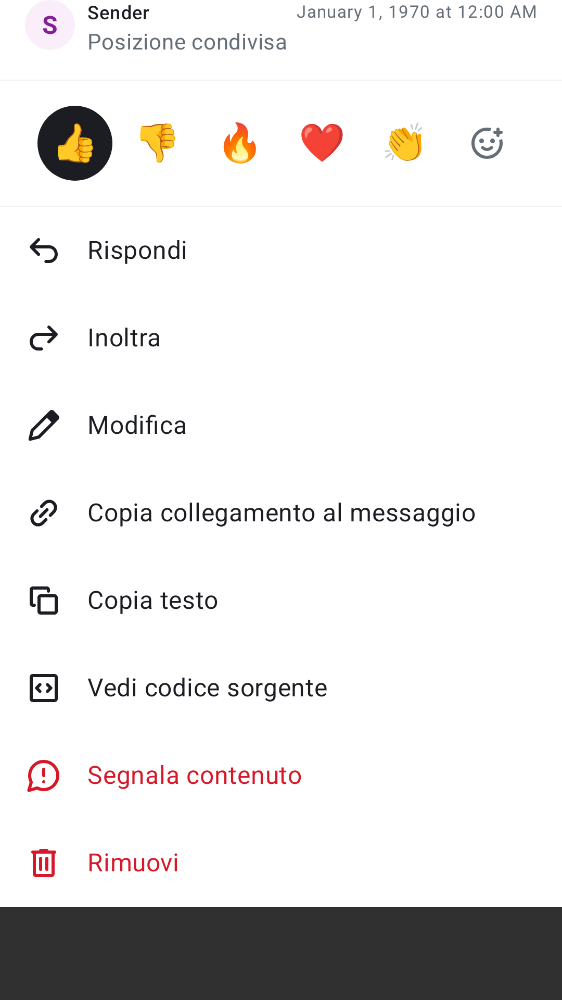 S
Sender
January 1, 1970 at 12:00 AM
Posizione condivisa
Rispondi
Inoltra
Modifica
Copia collegamento al messaggio
Copia testo
Vedi codice sorgente
Segnala contenuto
Rimuovi